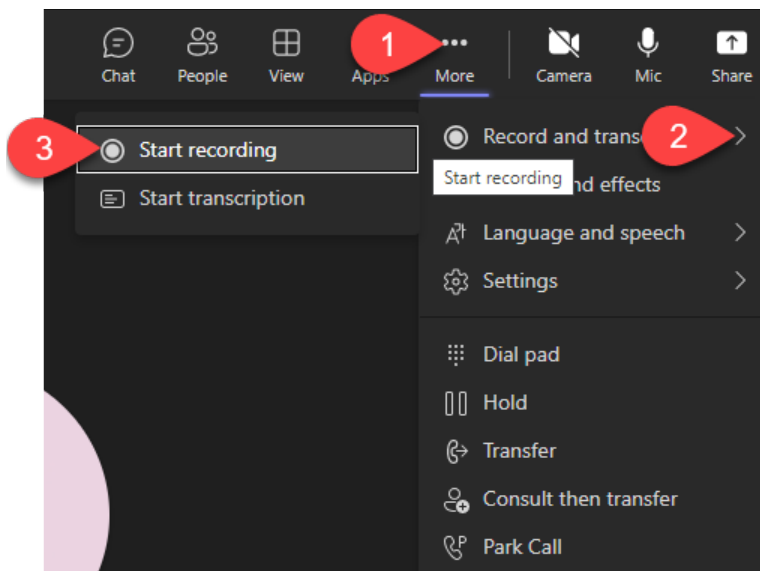 Chat People View Apps More Camera Mic Share
1
2
3
Start recording
Start transcription
Record and trans
Start recording
nd effects
Language and speech
Settings
Dial pad
Hold
Transfer
Consult then transfer
Park Call